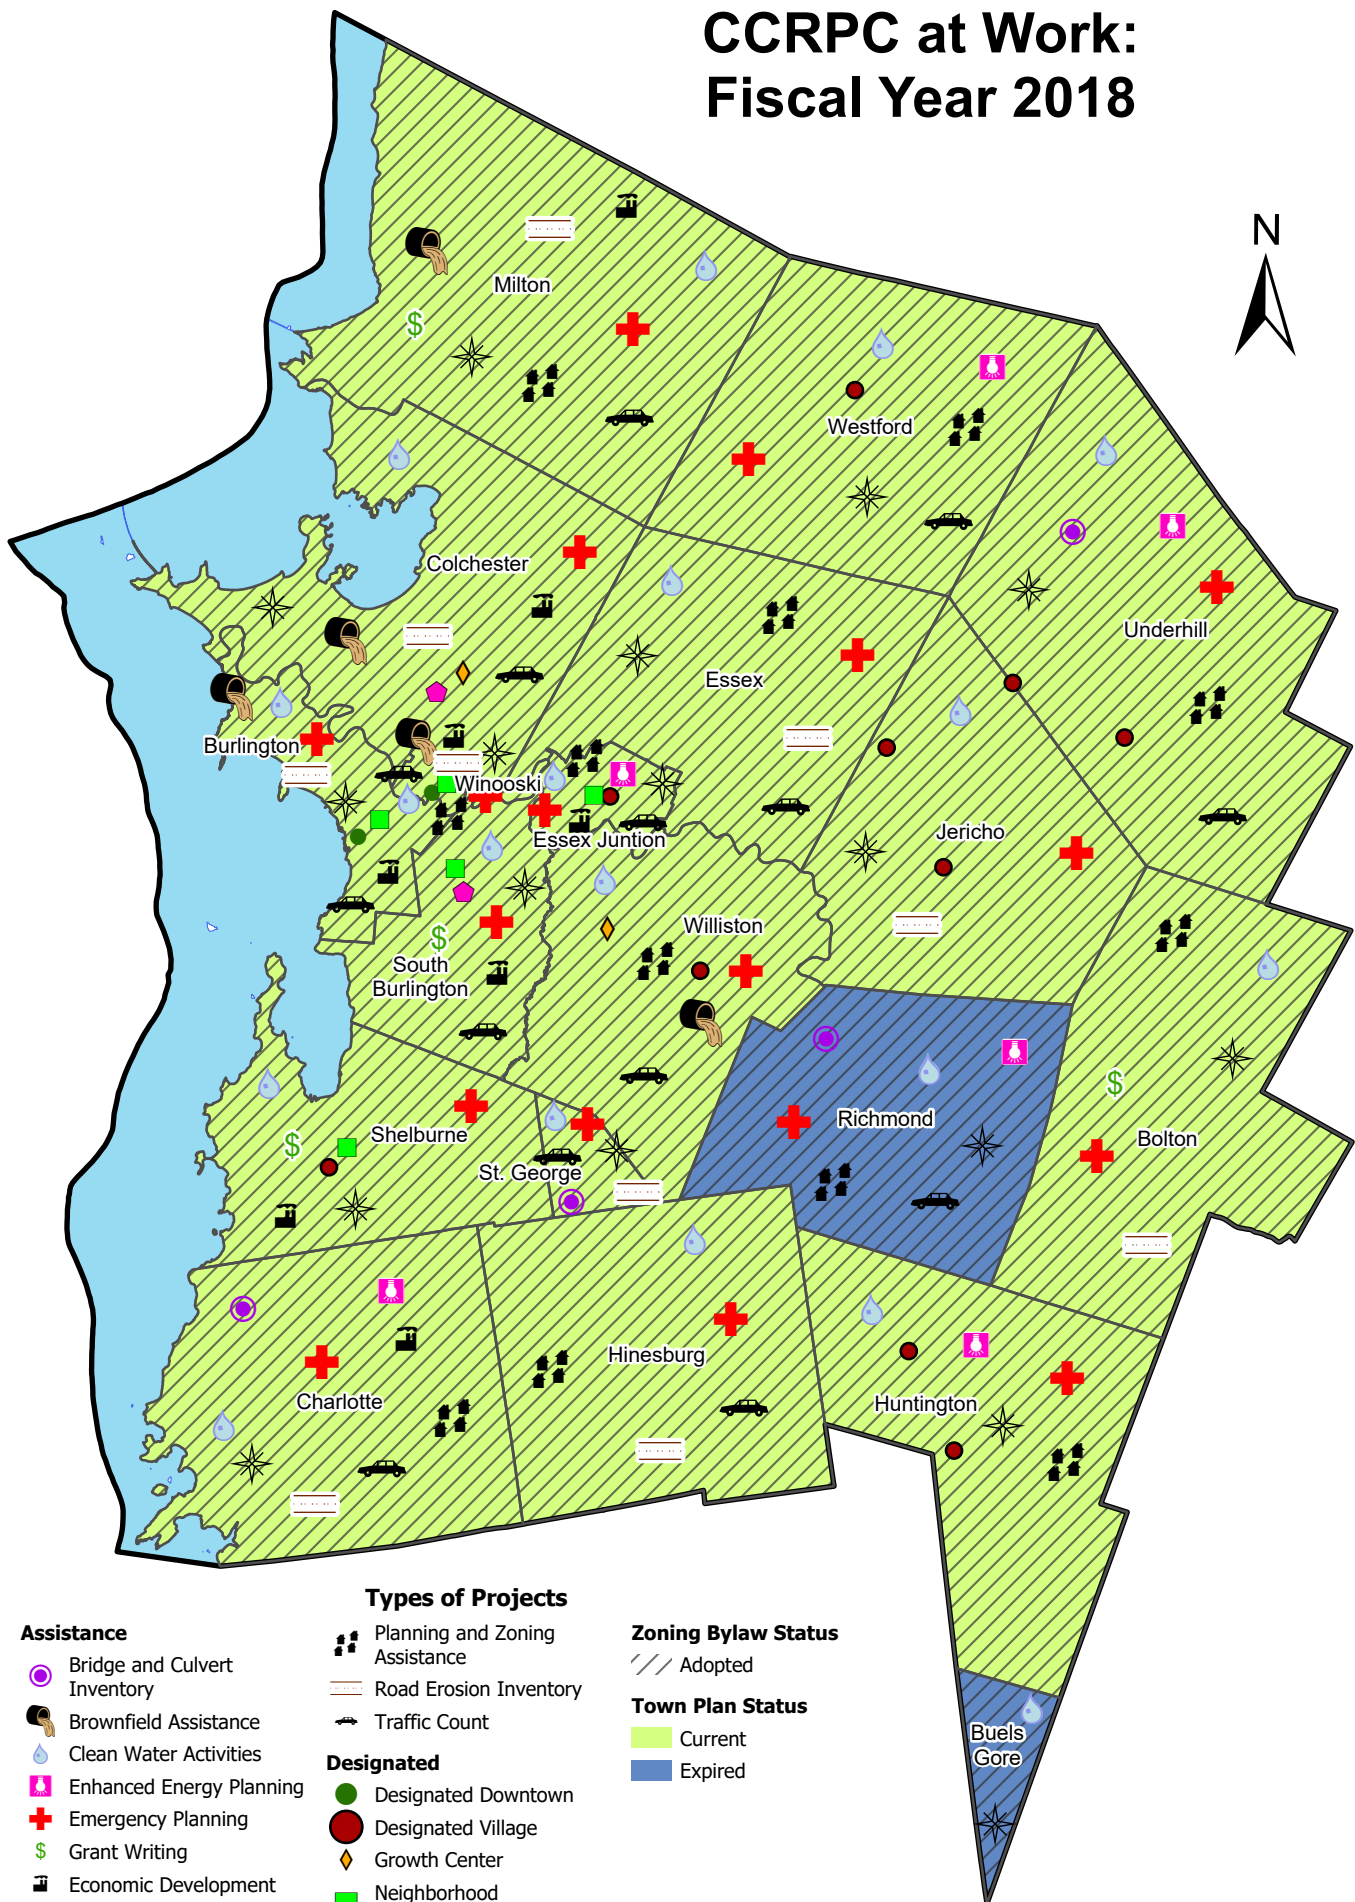 CCRPC at Work:
Fiscal Year 2018
N
Milton
$
Westford
Colchester
Underhill
Essex
Burlington
Winooski
Essex Juntion
Jericho
Williston
$
South
Burlington
Richmond
$
Bolton
$
Shelburne
St. George
Hinesburg
Charlotte
Huntington
Buels
Gore
Types of Projects
Assistance
Bridge and Culvert
Inventory
Brownfield Assistance
Clean Water Activities
Enhanced Energy Planning
Emergency Planning
$ Grant Writing
Economic Development
Planning and Zoning
Assistance
Road Erosion Inventory
Traffic Count
Designated
Designated Downtown
Designated Village
Growth Center
Neighborhood
Zoning Bylaw Status
Adopted
Town Plan Status
Current
Expired